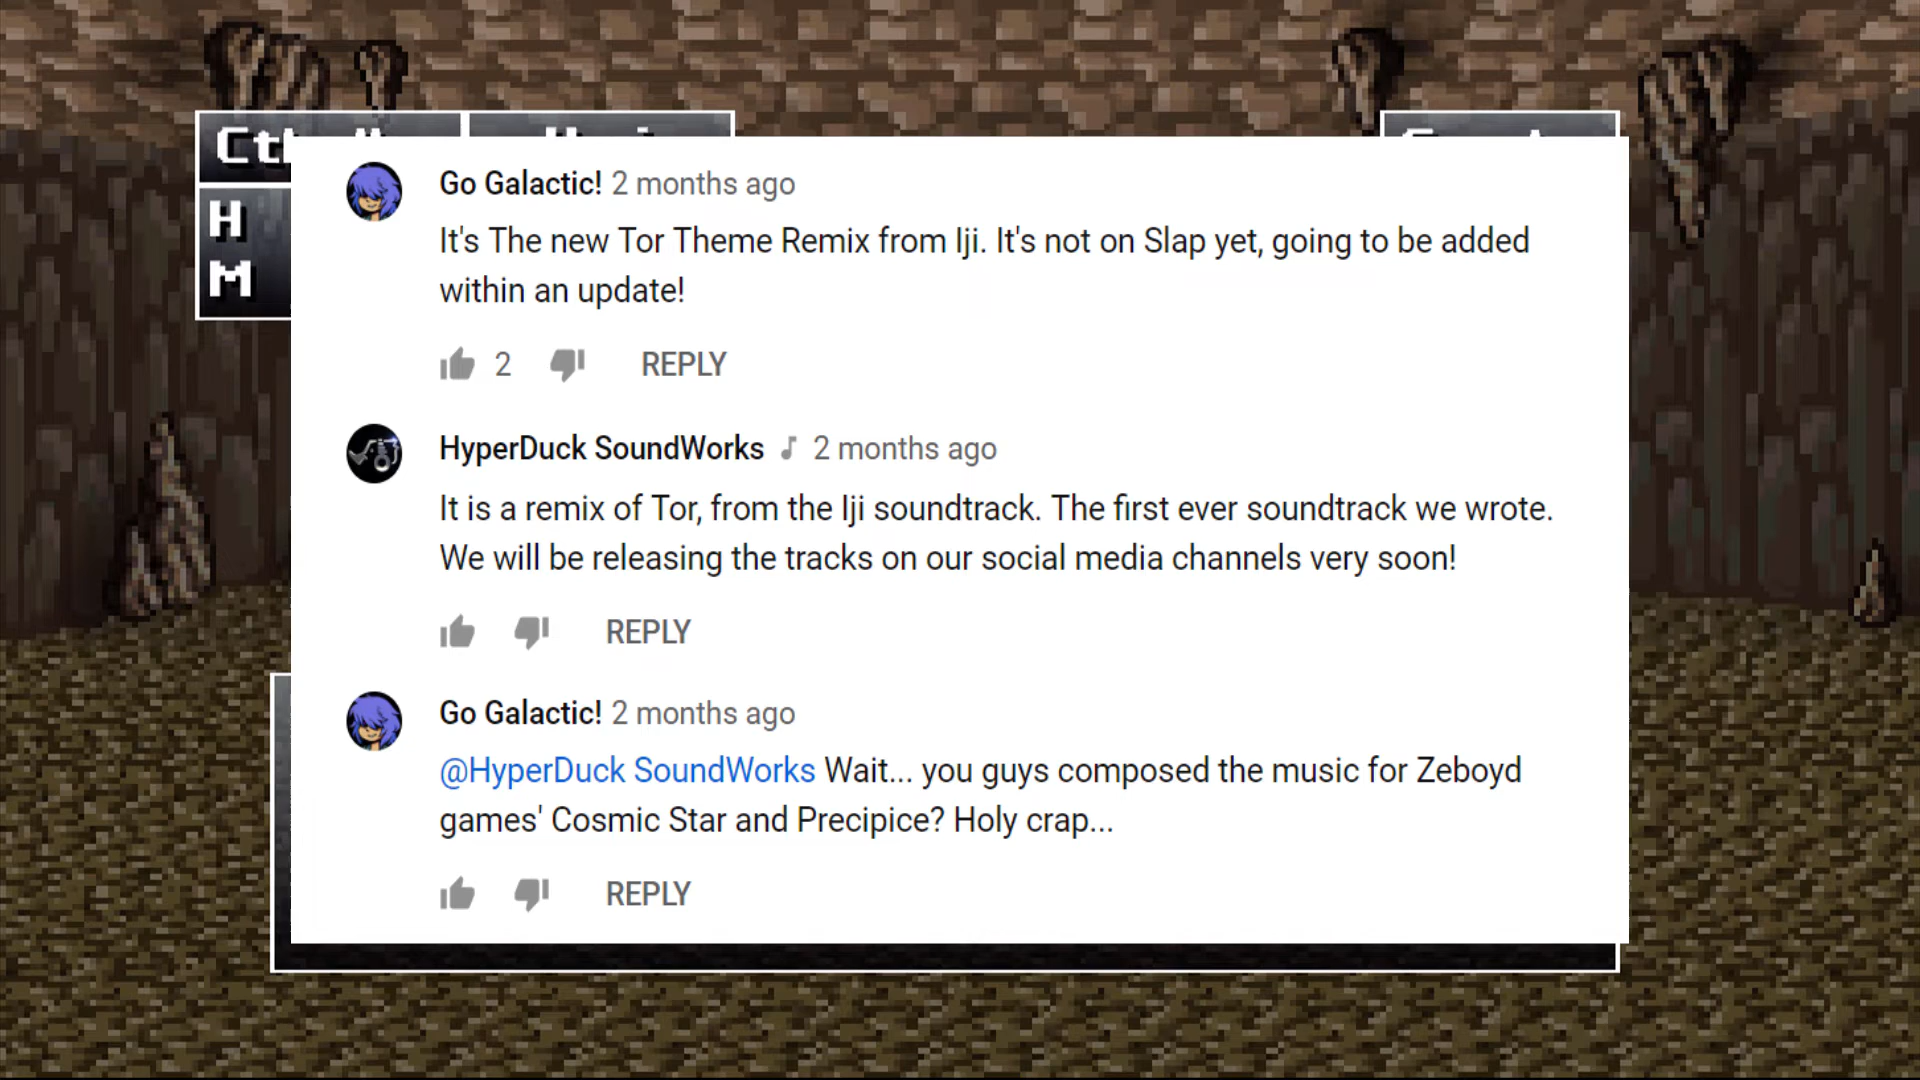 Go Galactic! 2 months ago
It's The new Tor Theme Remix from Iji. It's not on Slap yet, going to be added
within an update!
2 REPLY
HyperDuck SoundWorks 2 months ago
It is a remix of Tor, from the Iji soundtrack. The first ever soundtrack we wrote.
We will be releasing the tracks on our social media channels very soon!
REPLY
Go Galactic! 2 months ago
@HyperDuck SoundWorks Wait... you guys composed the music for Zeboyd
games' Cosmic Star and Precipice? Holy crap...
REPLY
H
M